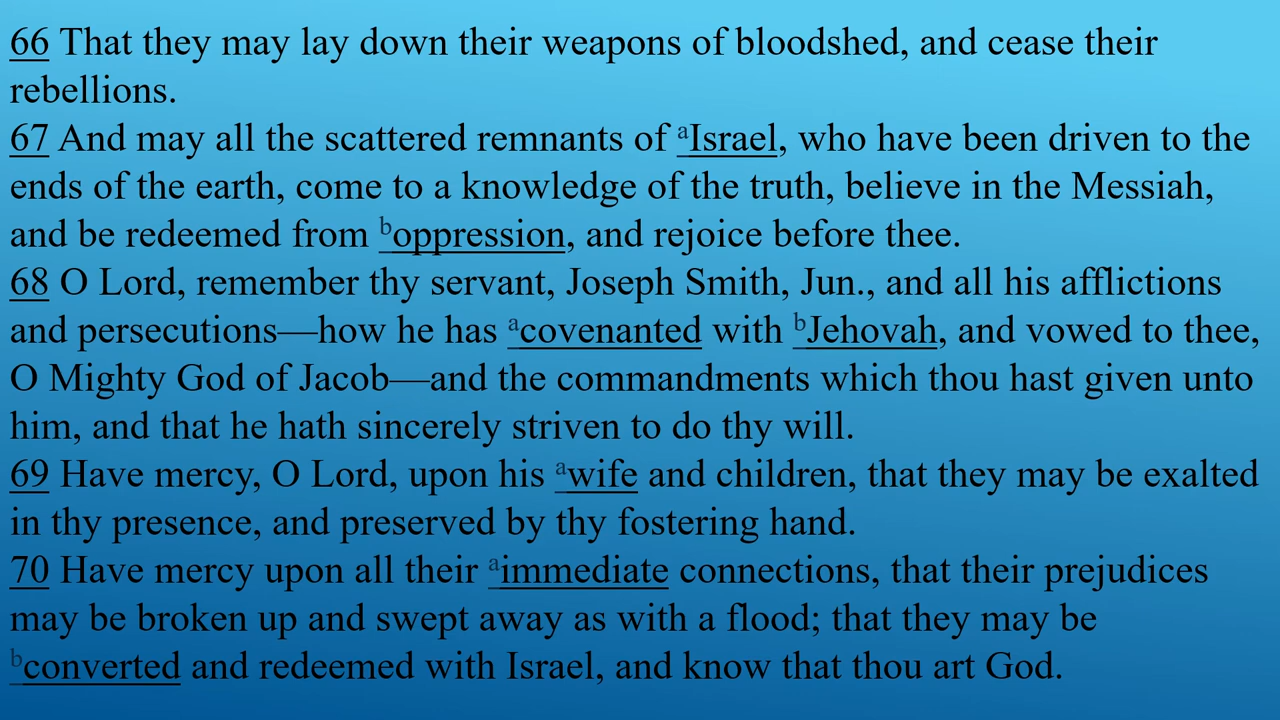 66 That they may lay down their weapons of bloodshed, and cease their
rebellions.
67 And may all the scattered remnants of aIsrael, who have been driven to the
ends of the earth, come to a knowledge of the truth, believe in the Messiah,
and be redeemed from boppression, and rejoice before thee.
68 O Lord, remember thy servant, Joseph Smith, Jun., and all his afflictions
and persecutions—how he has acovenanted with bJehovah, and vowed to thee,
O Mighty God of Jacob—and the commandments which thou hast given unto
him, and that he hath sincerely striven to do thy will.
69 Have mercy, O Lord, upon his awife and children, that they may be exalted
in thy presence, and preserved by thy fostering hand.
70 Have mercy upon all their aimmediate connections, that their prejudices
may be broken up and swept away as with a flood; that they may be
bconverted and redeemed with Israel, and know that thou art God.